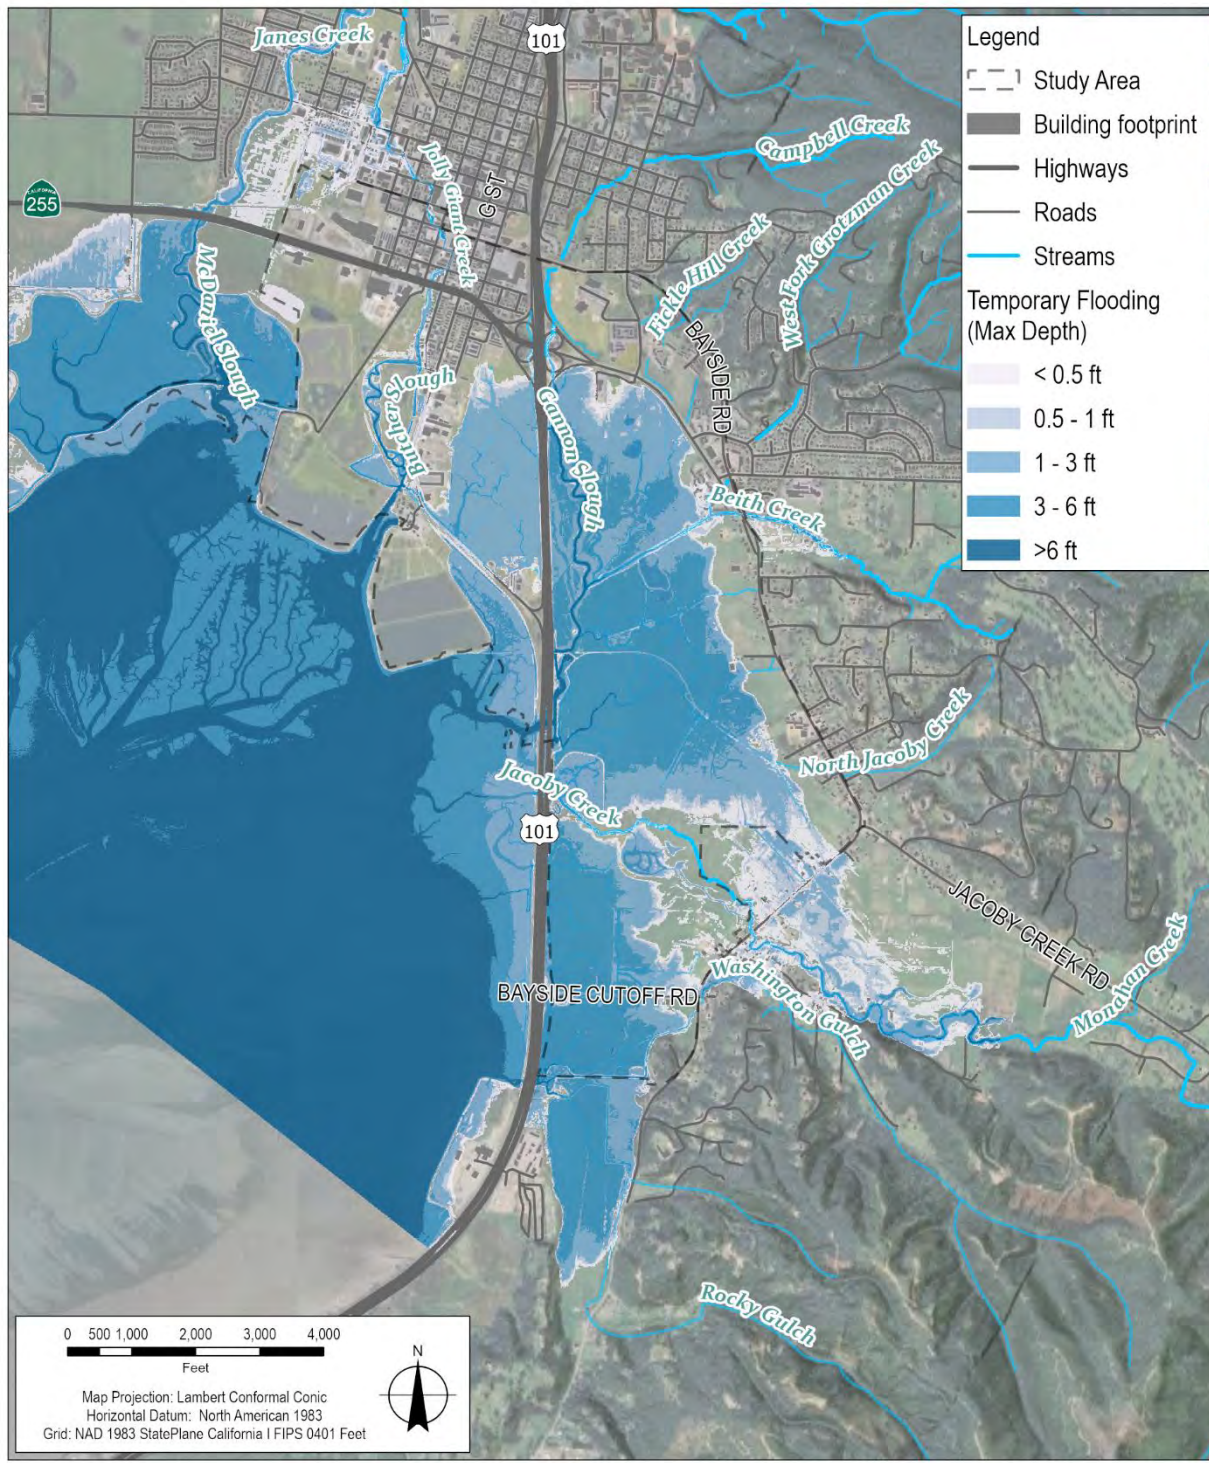 Janes Creek
101
Legend
Study Area
Building footprint
Highways
Roads
Streams
Temporary Flooding
(Max Depth)
< 0.5 ft
0.5 - 1 ft
1 - 3 ft
3 - 6 ft
>6 ft
Campbell Creek
Jolly Giant Creek
G ST
West Fork Grotzman Creek
CALIFORNIA
255
Fickle Hill Creek
McDaniel Slough
BAYSIDE RD
Butchers Slough
Gannon Slough
Beith Creek
North Jacoby Creek
Jacoby Creek
101
JACOBY CREEK RD
Washington Gulch
BAYSIDE CUTOFF RD
Monahan Creek
Rocky Gulch
0 500 1,000 2,000 3,000 4,000
Feet
N
Map Projection: Lambert Conformal Conic
Horizontal Datum: North American 1983
Grid: NAD 1983 StatePlane California I FIPS 0401 Feet